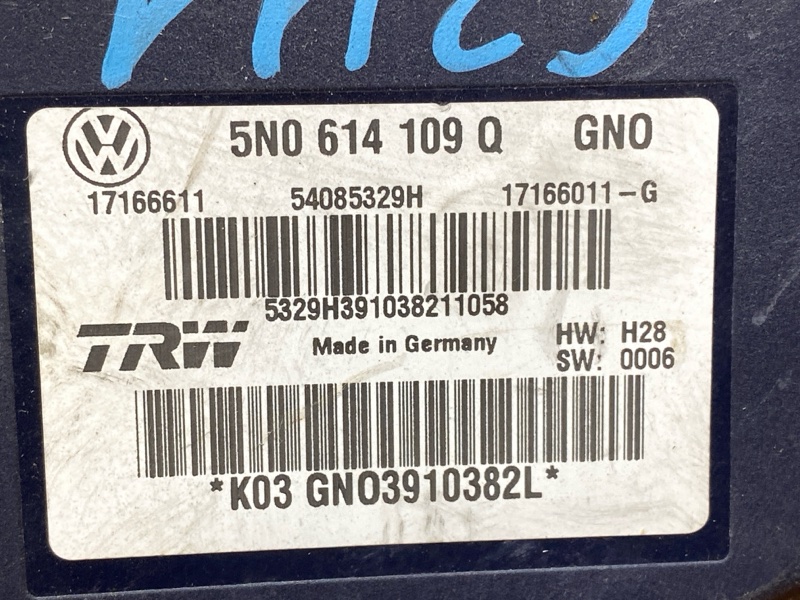 5N0 614 109 Q GNO
17166611 54085329H 17166011-G
5329H391038211058
TRW Made in Germany HW: H28
SW: 0006
*K03 GNO3910382L*